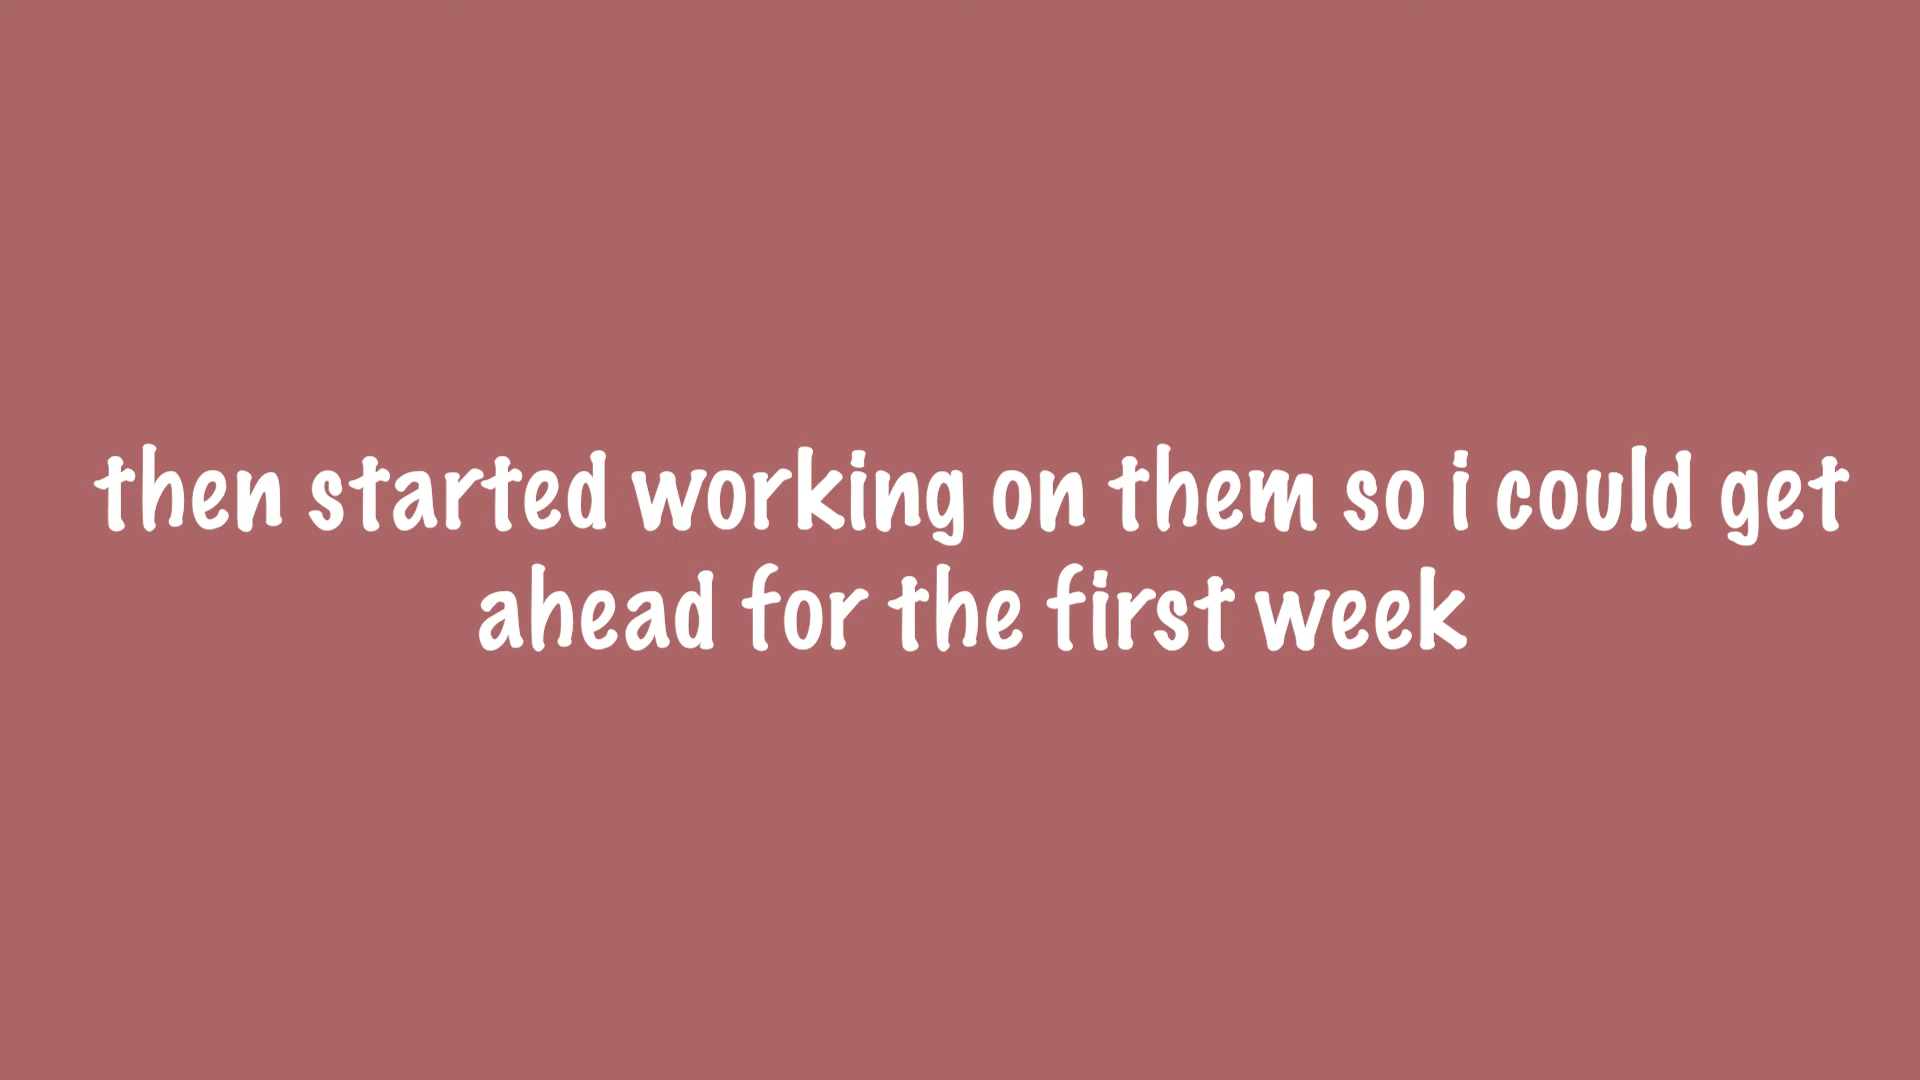 then started working on them so i could get
ahead for the first week